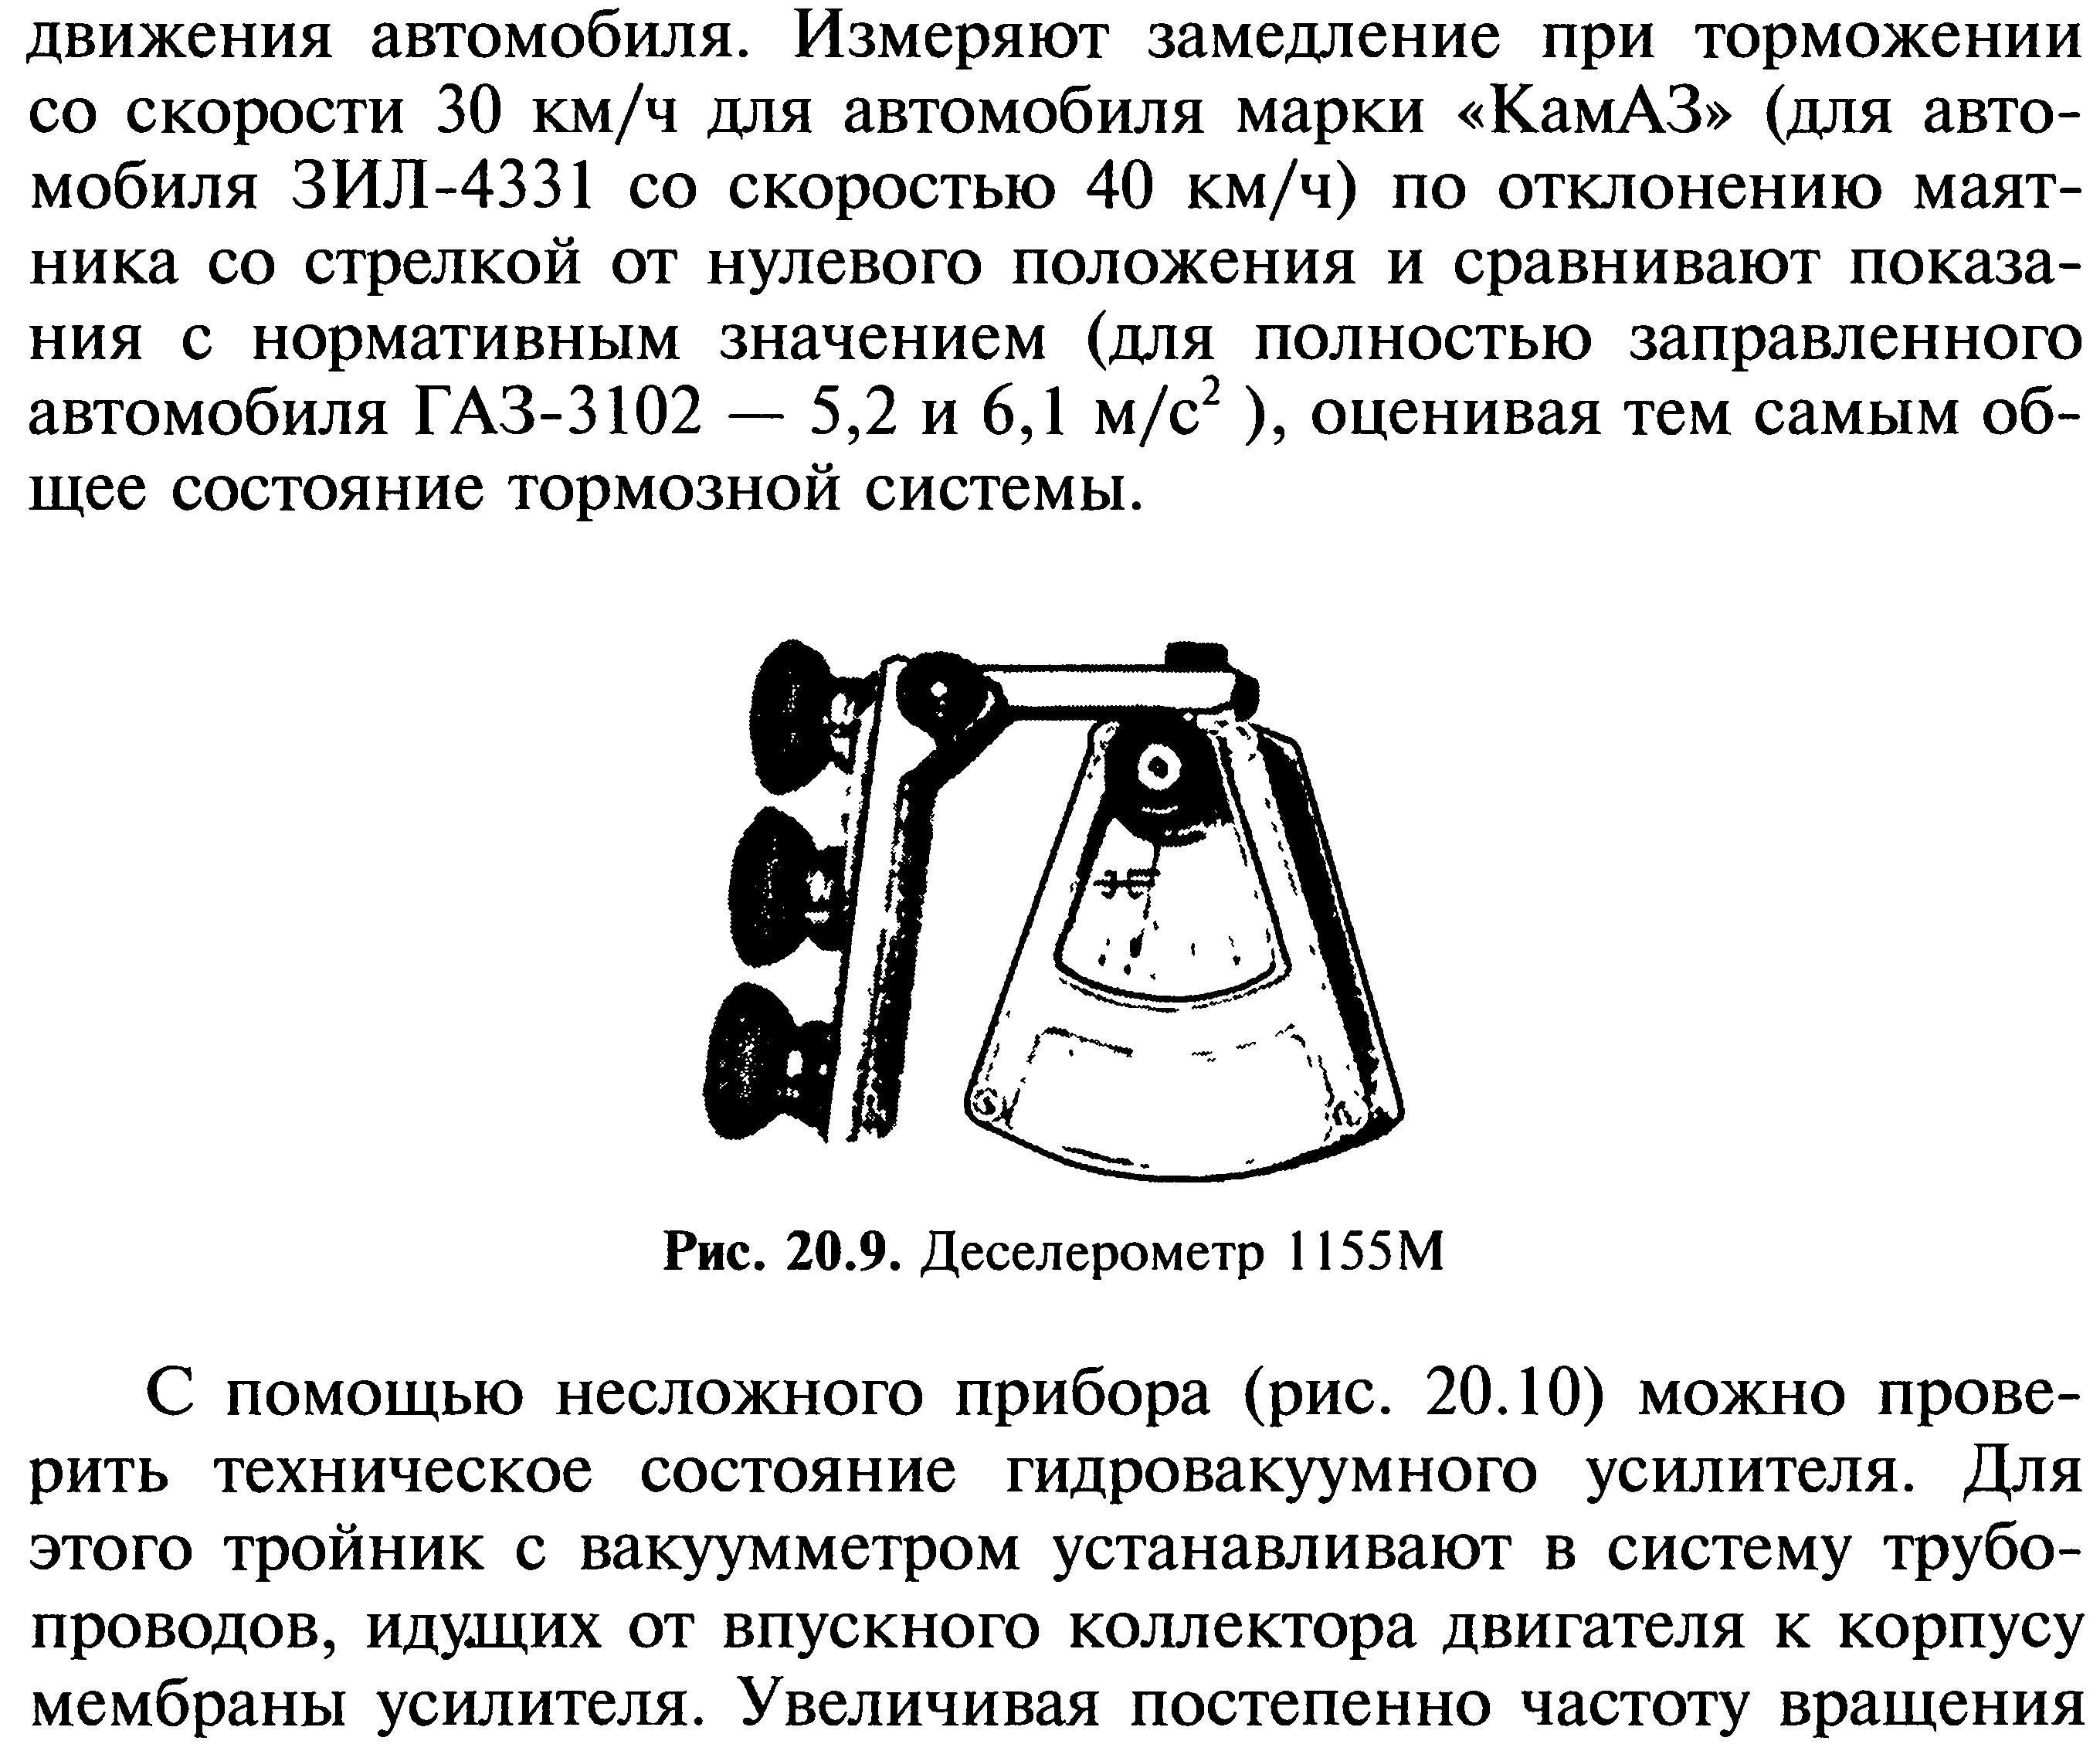 движения автомобиля. Измеряют замедление при торможении
со скорости 30 км/ч для автомобиля марки «КамАЗ» (для авто-
мобиля ЗИЛ-4331 со скоростью 40 км/ч) по отклонению маят-
ника со стрелкой от нулевого положения и сравнивают показа-
ния с нормативным значением (для полностью заправленного
автомобиля ГАЗ-3102 — 5,2 и 6,1 м/с² ), оценивая тем самым об-
щее состояние тормозной системы.
Рис. 20.9. Деселерометр 1155М
С помощью несложного прибора (рис. 20.10) можно прове-
рить техническое состояние гидровакуумного усилителя. Для
этого тройник с вакуумметром устанавливают в систему трубо-
проводов, идущих от впускного коллектора двигателя к корпусу
мембраны усилителя. Увеличивая постепенно частоту вращения